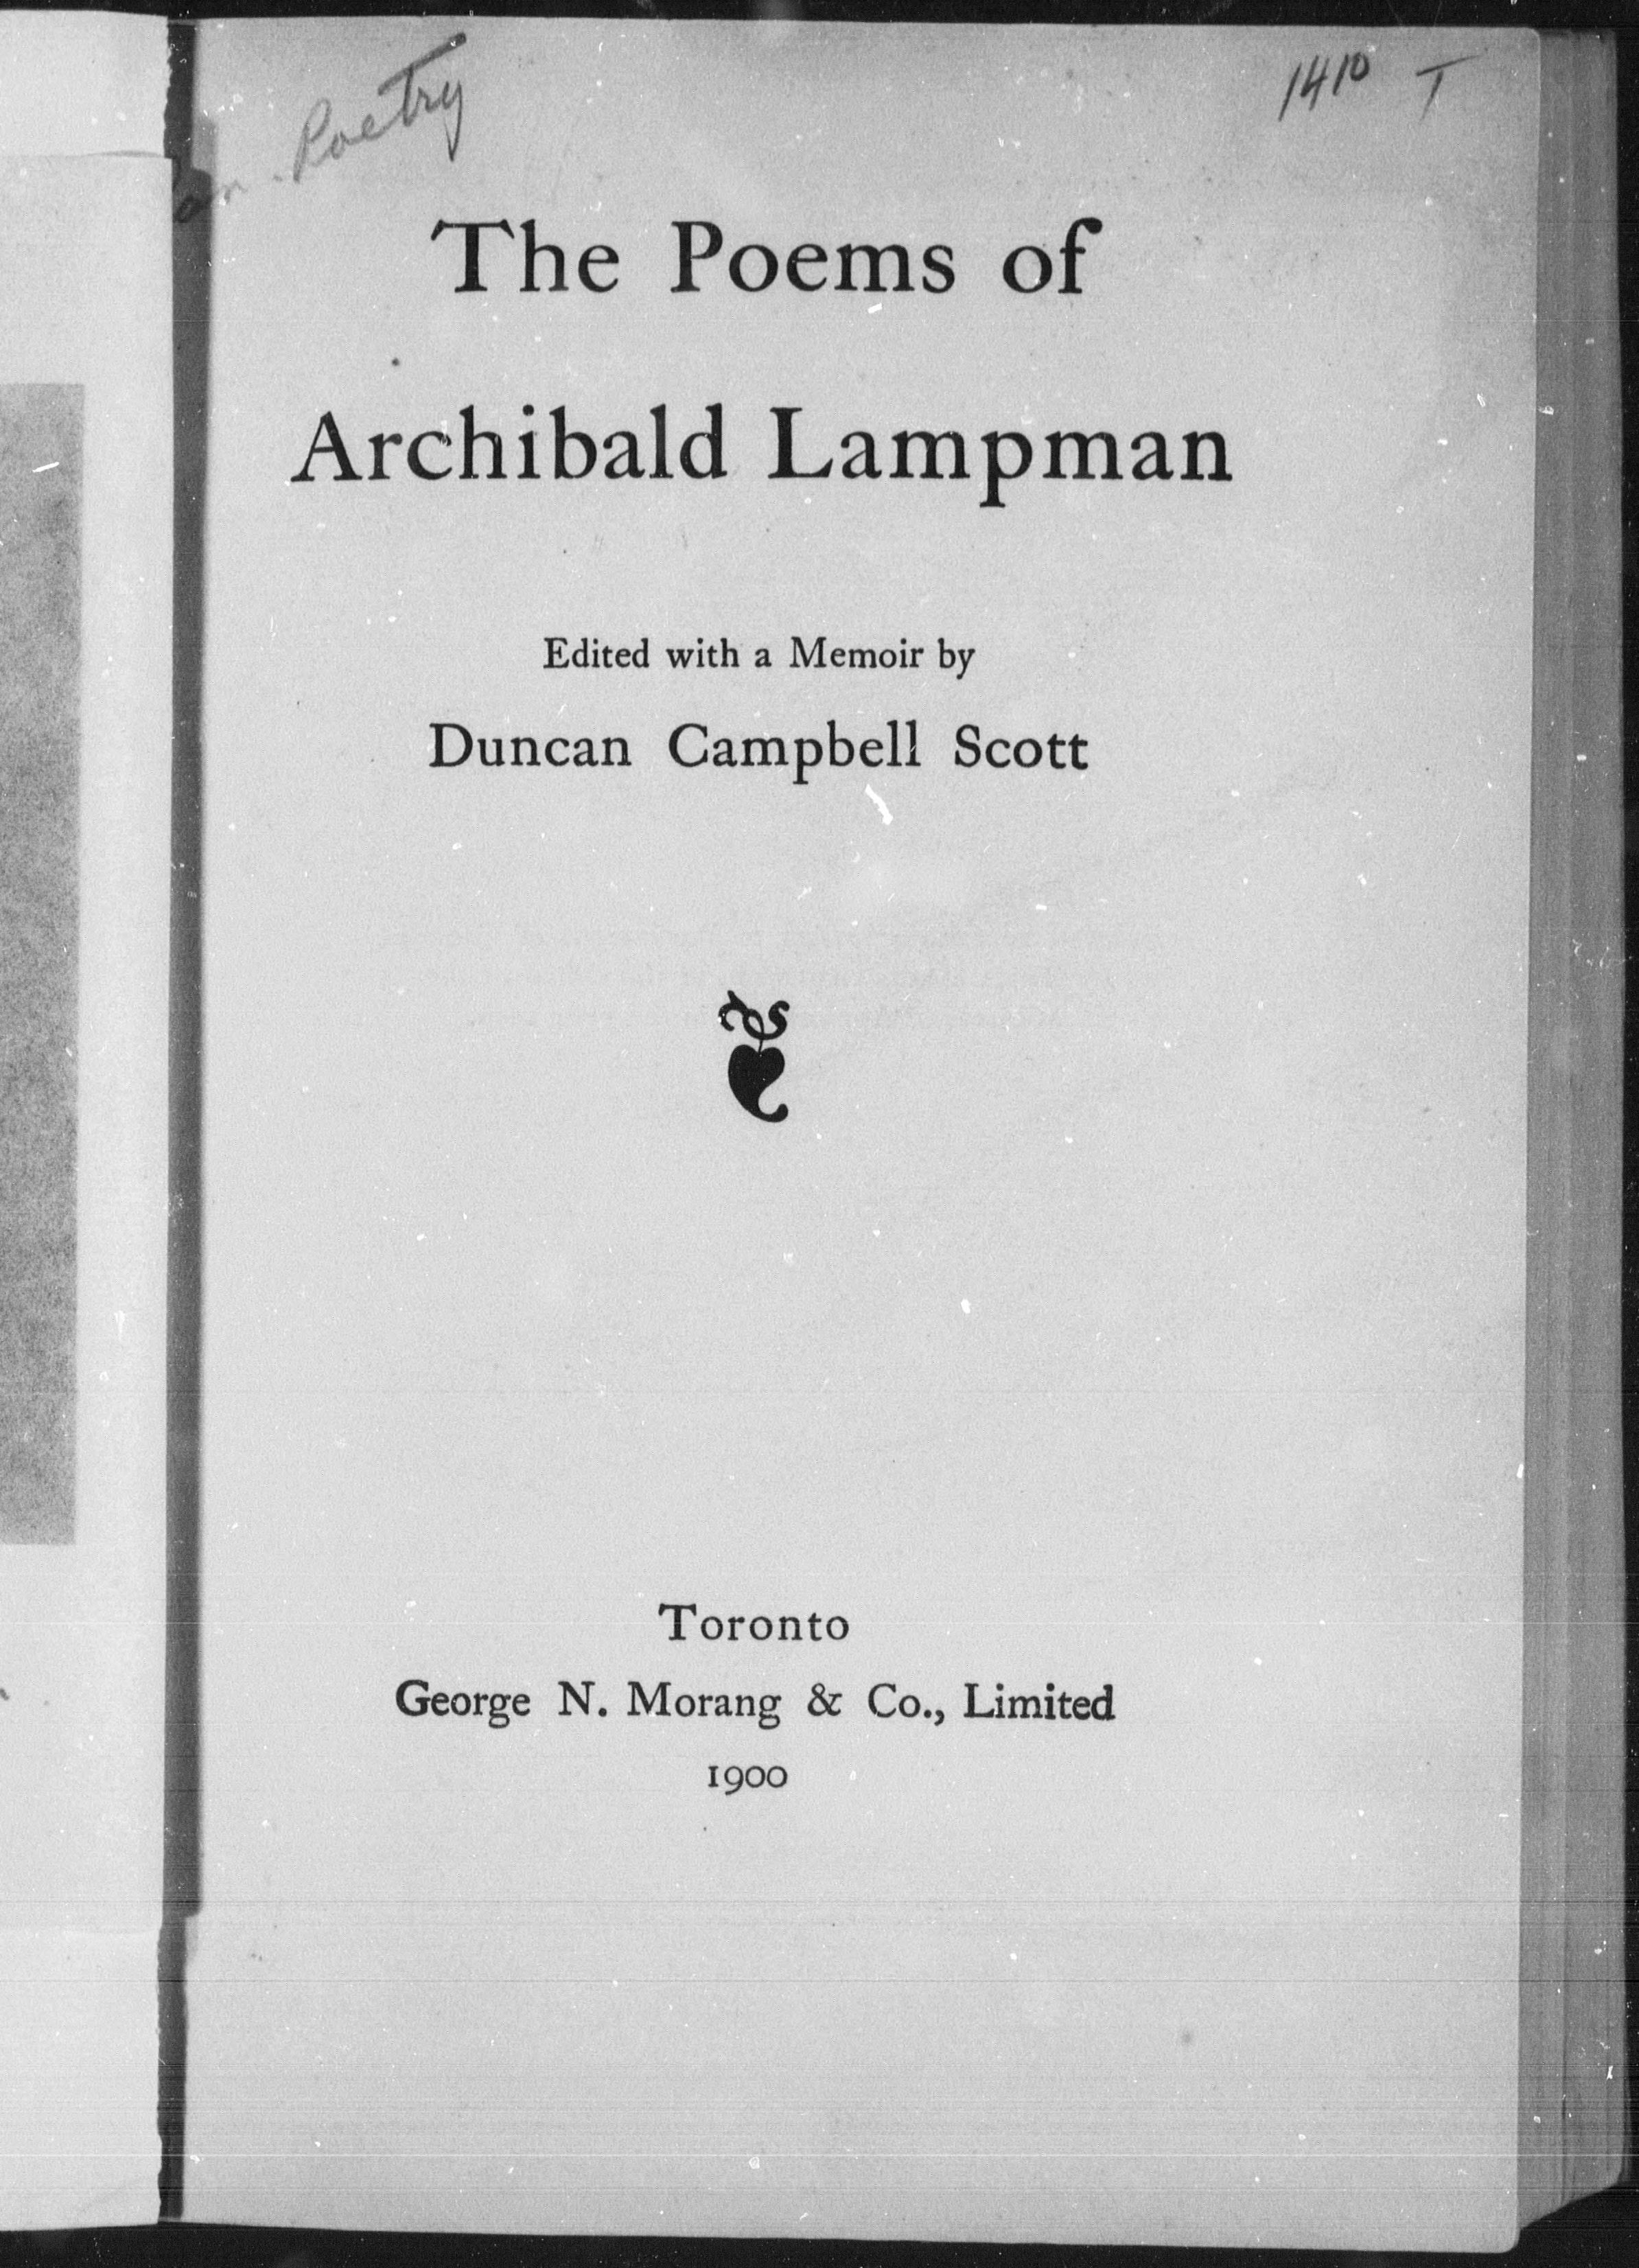 Poetry
1410 T
The Poems of
Archibald Lampman
Edited with a Memoir by
Duncan Campbell Scott
Toronto
George N. Morang & Co., Limited
1900